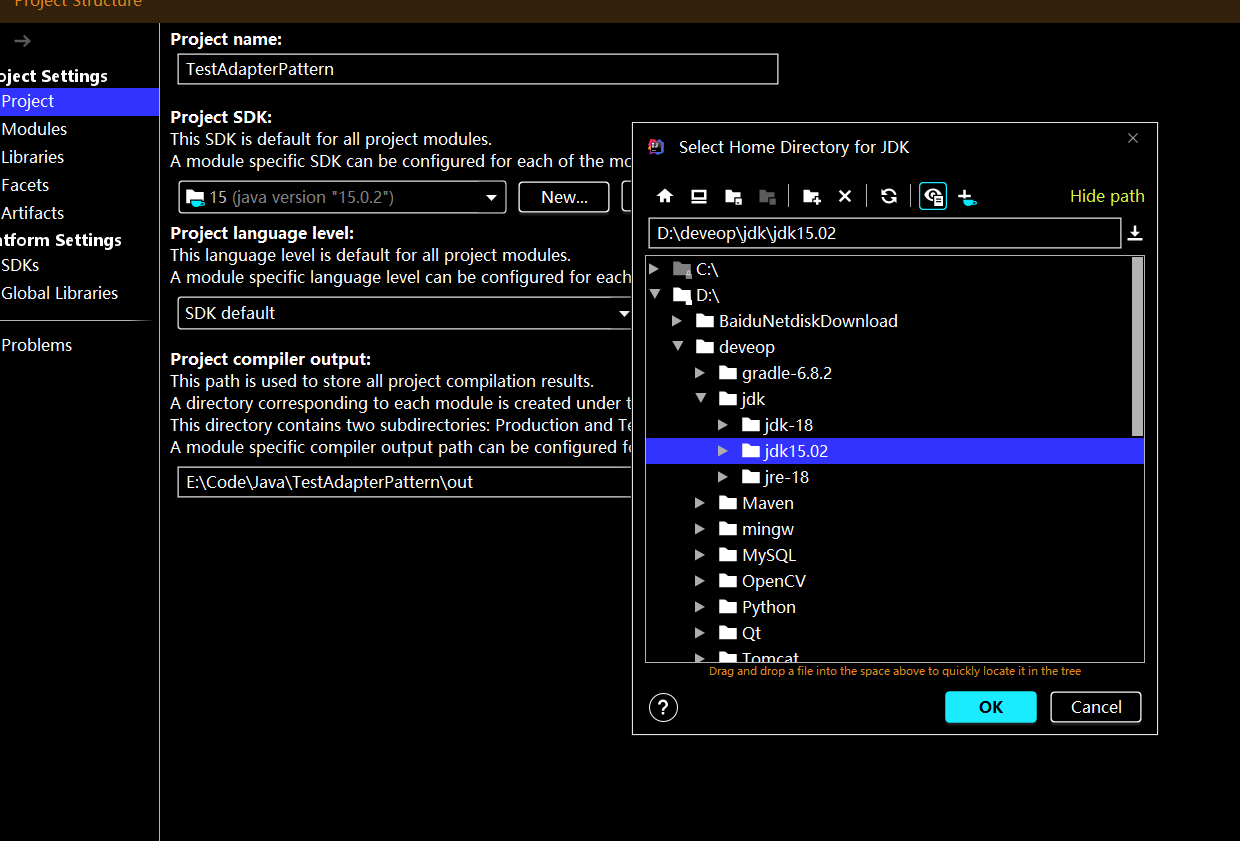 Project Structure
oject Settings
Project
Modules
Libraries
Facets
Artifacts
tform Settings
SDKs
Global Libraries
Problems
Project name:
TestAdapterPattern
Project SDK:
This SDK is default for all project modules.
A module specific SDK can be configured for each of the mo
15 (java version "15.0.2")
New...
Project language level:
This language level is default for all project modules.
A module specific language level can be configured for each
SDK default
Project compiler output:
This path is used to store all project compilation results.
A directory corresponding to each module is created under t
This directory contains two subdirectories: Production and Te
A module specific compiler output path can be configured fo
E:\Code\Java\TestAdapterPattern\out
Select Home Directory for JDK
Hide path
D:\deveop\jdk\jdk15.02
C:\
D:\
BaiduNetdiskDownload
deveop
gradle-6.8.2
jdk
jdk-18
jdk15.02
jre-18
Maven
mingw
MySQL
OpenCV
Python
Qt
Tomcat
Drag and drop a file into the space above to quickly locate it in the tree
?
OK
Cancel